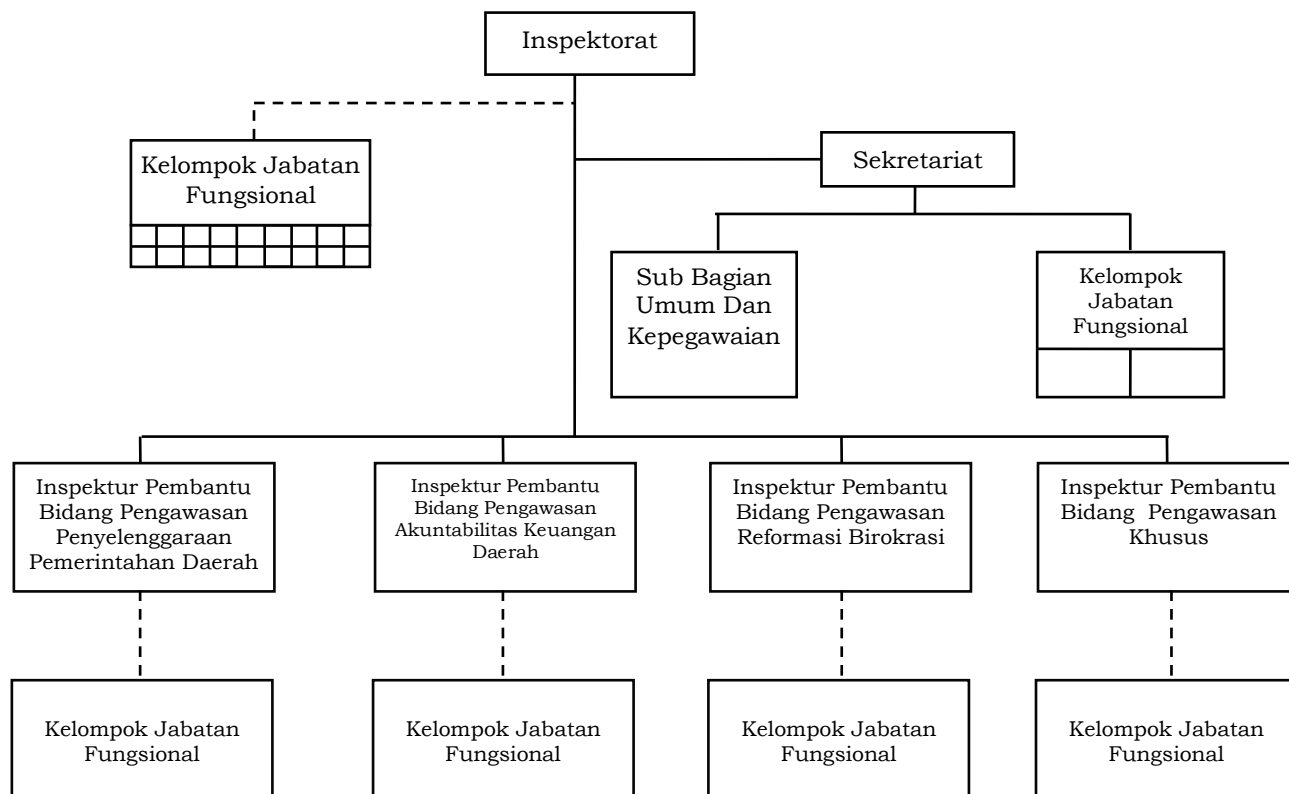 Inspektorat
Kelompok Jabatan
Fungsional
Sekretariat
Sub Bagian
Umum Dan
Kepegawaian
Kelompok
Jabatan
Fungsional
Inspektur Pembantu
Bidang Pengawasan
Penyelenggaraan
Pemerintahan Daerah
Inspektur Pembantu
Bidang Pengawasan
Akuntabilitas Keuangan
Daerah
Inspektur Pembantu
Bidang Pengawasan
Reformasi Birokrasi
Inspektur Pembantu
Bidang Pengawasan
Khusus
Kelompok Jabatan
Fungsional
Kelompok Jabatan
Fungsional
Kelompok Jabatan
Fungsional
Kelompok Jabatan
Fungsional